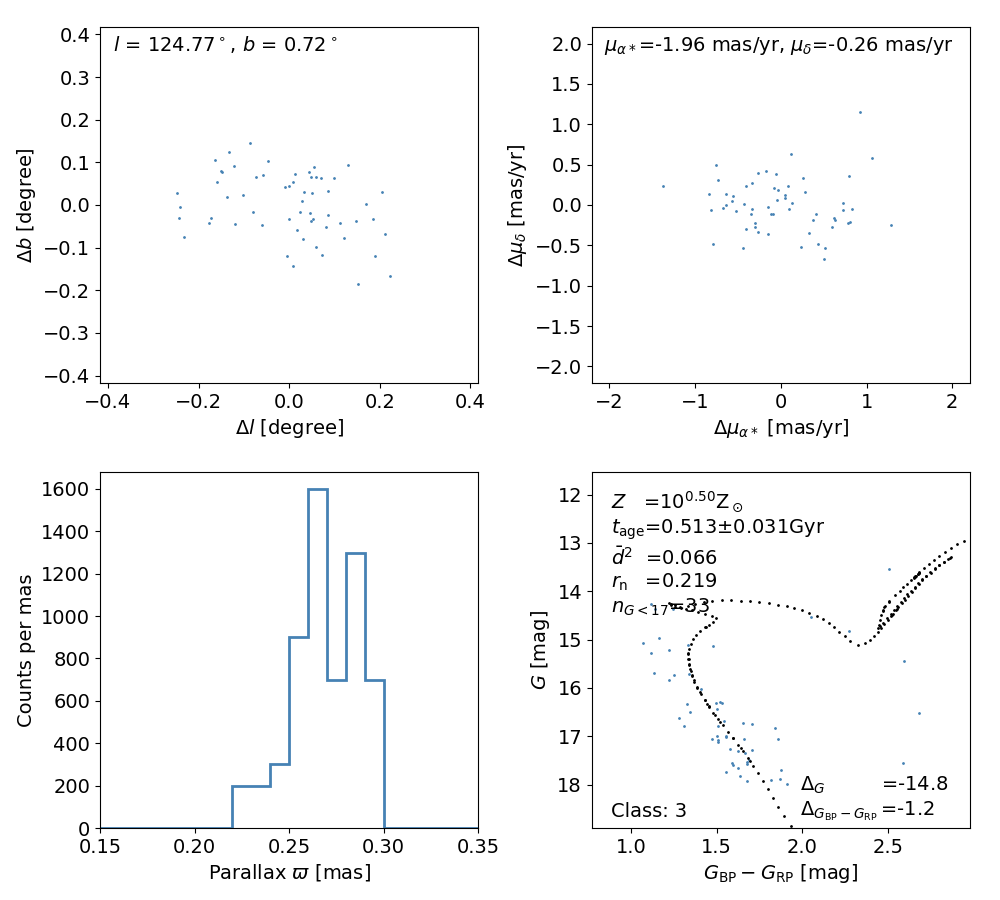 l = 124.77°, b = 0.72°
0.4
0.3
0.2
0.1
0.0
−0.1
−0.2
−0.3
−0.4
Δb [degree]
−0.4 −0.2 0.0 0.2 0.4
Δl [degree]
μα*=-1.96 mas/yr, μδ=-0.26 mas/yr
2.0
1.5
1.0
0.5
0.0
−0.5
−1.0
−1.5
−2.0
Δμδ [mas/yr]
−2 −1 0 1 2
Δμα* [mas/yr]
1600
1400
1200
1000
800
600
400
200
0
Counts per mas
0.15 0.20 0.25 0.30 0.35
Parallax ϖ [mas]
12
13
14
15
16
17
18
G [mag]
Z =10^0.50 Z⊙
t_age=0.513±0.031Gyr
d̄² =0.066
r_n =0.219
n_G<17=33
Δ_G =-14.8
Δ_GBP−GRP=-1.2
Class: 3
1.0 1.5 2.0 2.5
G_BP − G_RP [mag]